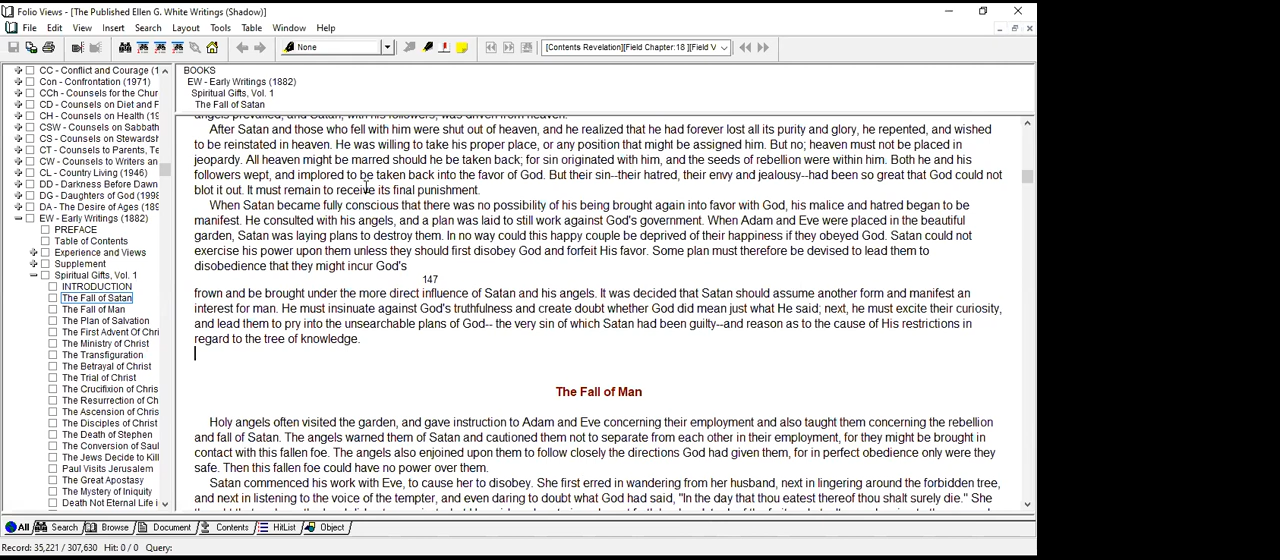 Folio Views - [The Published Ellen G. White Writings (Shadow)]
File Edit View Insert Search Layout Tools Table Window Help
None
[Contents Revelation][Field Chapter:18 ][Field V
CC - Conflict and Courage (1
Con - Confrontation (1971)
CCh - Counsels for the Chur
CD - Counsels on Diet and F
CH - Counsels on Health (19
CSW - Counsels on Sabbath
CS - Counsels on Stewardsh
CT - Counsels to Parents, Te
CW - Counsels to Writers an
CL - Country Living (1946)
DD - Darkness Before Dawn
DG - Daughters of God (1998
DA - The Desire of Ages (189
EW - Early Writings (1882)
PREFACE
Table of Contents
Experience and Views
Supplement
Spiritual Gifts, Vol. 1
INTRODUCTION
The Fall of Satan
The Fall of Man
The Plan of Salvation
The First Advent Of Chri
The Ministry of Christ
The Transfiguration
The Betrayal of Christ
The Trial of Christ
The Crucifixion of Christ
The Resurrection of Ch
The Ascension of Chris
The Disciples of Christ
The Death of Stephen
The Conversion of Saul
The Jews Decide to Kill
Paul Visits Jerusalem
The Great Apostasy
The Mystery of Iniquity
Death Not Eternal Life i
BOOKS
EW - Early Writings (1882)
Spiritual Gifts, Vol. 1
The Fall of Satan
angels prevailed, and Satan, with his followers, was driven from heaven.
After Satan and those who fell with him were shut out of heaven, and he realized that he had forever lost all its purity and glory, he repented, and wished
to be reinstated in heaven. He was willing to take his proper place, or any position that might be assigned him. But no; heaven must not be placed in
jeopardy. All heaven might be marred should he be taken back; for sin originated with him, and the seeds of rebellion were within him. Both he and his
followers wept, and implored to be taken back into the favor of God. But their sin--their hatred, their envy and jealousy--had been so great that God could not
blot it out. It must remain to receive its final punishment.
When Satan became fully conscious that there was no possibility of his being brought again into favor with God, his malice and hatred began to be
manifest. He consulted with his angels, and a plan was laid to still work against God's government. When Adam and Eve were placed in the beautiful
garden, Satan was laying plans to destroy them. In no way could this happy couple be deprived of their happiness if they obeyed God. Satan could not
exercise his power upon them unless they should first disobey God and forfeit His favor. Some plan must therefore be devised to lead them to
disobedience that they might incur God's
147
frown and be brought under the more direct influence of Satan and his angels. It was decided that Satan should assume another form and manifest an
interest for man. He must insinuate against God's truthfulness and create doubt whether God did mean just what He said; next, he must excite their curiosity,
and lead them to pry into the unsearchable plans of God-- the very sin of which Satan had been guilty--and reason as to the cause of His restrictions in
regard to the tree of knowledge.
The Fall of Man
Holy angels often visited the garden, and gave instruction to Adam and Eve concerning their employment and also taught them concerning the rebellion
and fall of Satan. The angels warned them of Satan and cautioned them not to separate from each other in their employment, for they might be brought in
contact with this fallen foe. The angels also enjoined upon them to follow closely the directions God had given them, for in perfect obedience only were they
safe. Then this fallen foe could have no power over them.
Satan commenced his work with Eve, to cause her to disobey. She first erred in wandering from her husband, next in lingering around the forbidden tree,
and next in listening to the voice of the tempter, and even daring to doubt what God had said, "In the day that thou eatest thereof thou shalt surely die." She
All Search Browse Document Contents HitList Object
Record: 35,221 / 307,630 Hit: 0 / 0 Query: